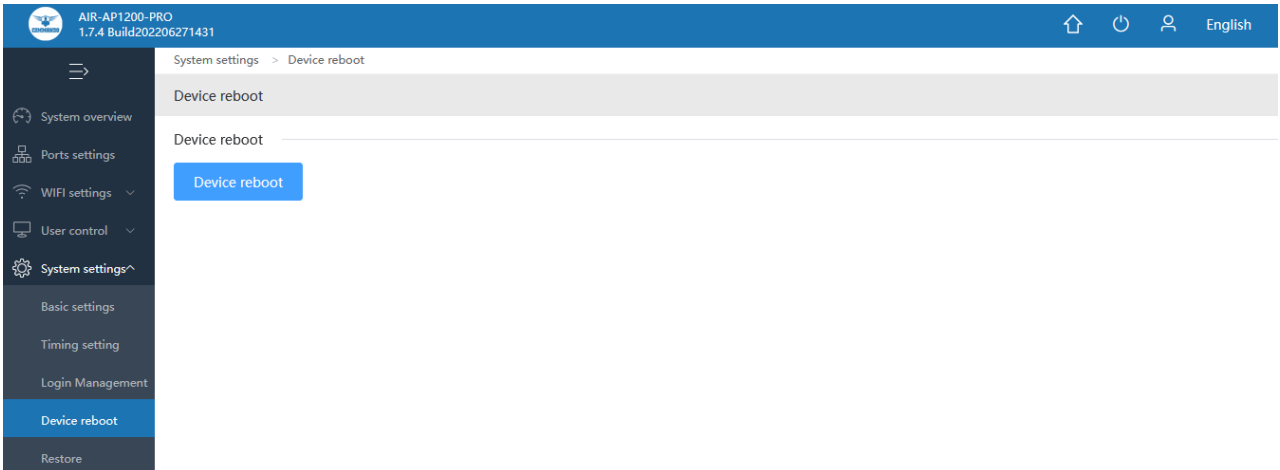 AIR-AP1200-PRO
1.7.4 Build202206271431
English
System settings > Device reboot
Device reboot
System overview
Device reboot
Ports settings
Device reboot
WIFI settings
User control
System settings
Basic settings
Timing setting
Login Management
Device reboot
Restore